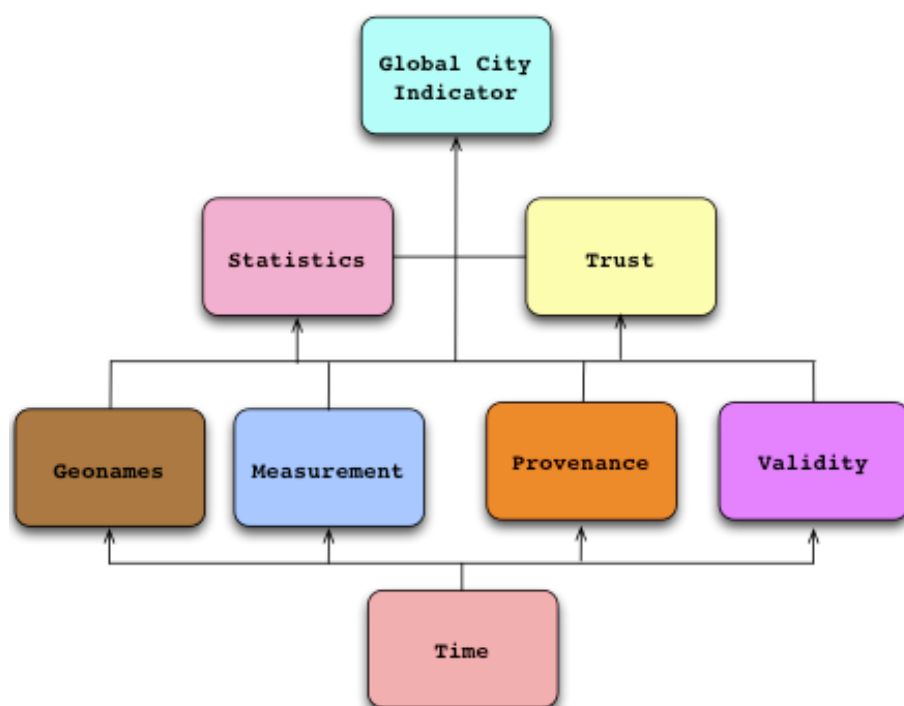 Global City
Indicator
Statistics
Trust
Geonames
Measurement
Provenance
Validity
Time